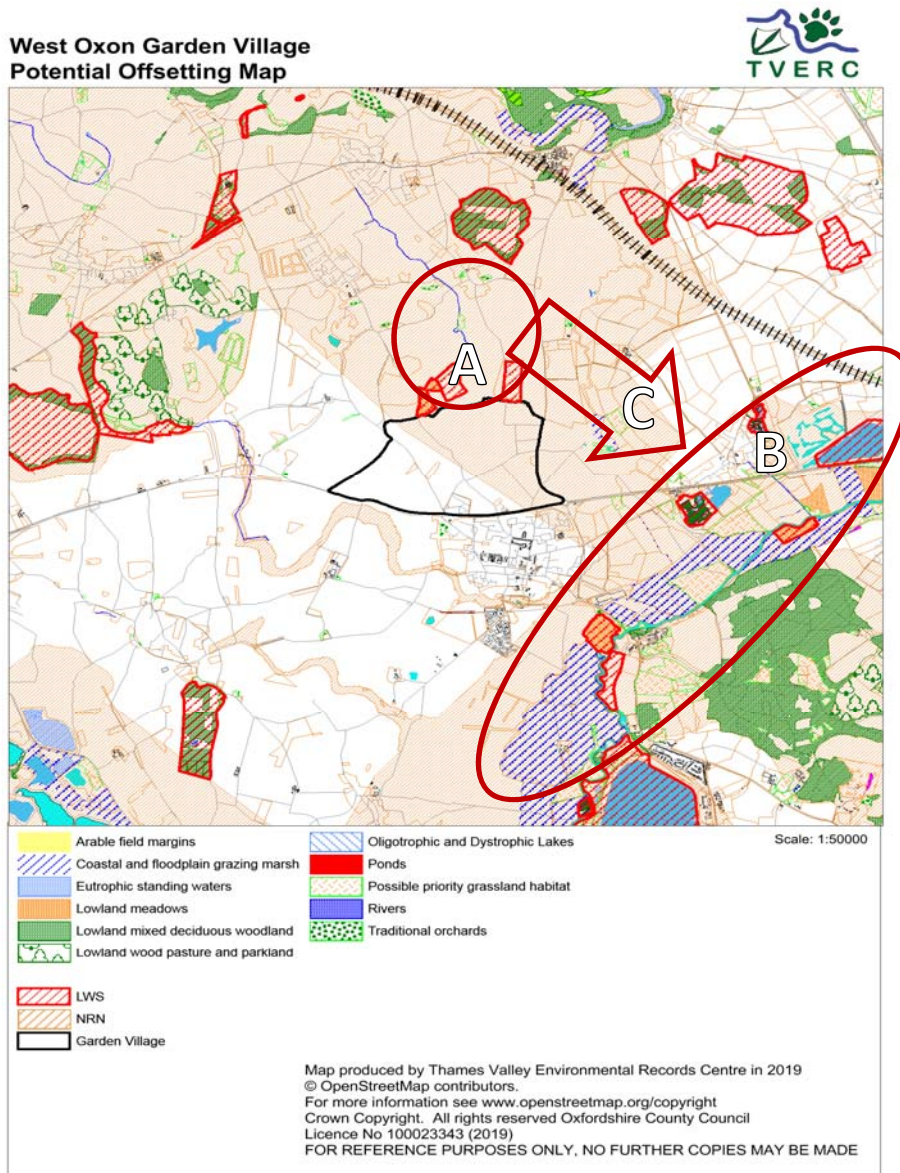 West Oxon Garden Village
Potential Offsetting Map
TVERC
A
C
B
Arable field margins
Coastal and floodplain grazing marsh
Eutrophic standing waters
Lowland meadows
Lowland mixed deciduous woodland
Lowland wood pasture and parkland
Oligotrophic and Dystrophic Lakes
Ponds
Possible priority grassland habitat
Rivers
Traditional orchards
Scale: 1:50000
LWS
NRN
Garden Village
Map produced by Thames Valley Environmental Records Centre in 2019
© OpenStreetMap contributors.
For more information see www.openstreetmap.org/copyright
Crown Copyright. All rights reserved Oxfordshire County Council
Licence No 100023343 (2019)
FOR REFERENCE PURPOSES ONLY, NO FURTHER COPIES MAY BE MADE